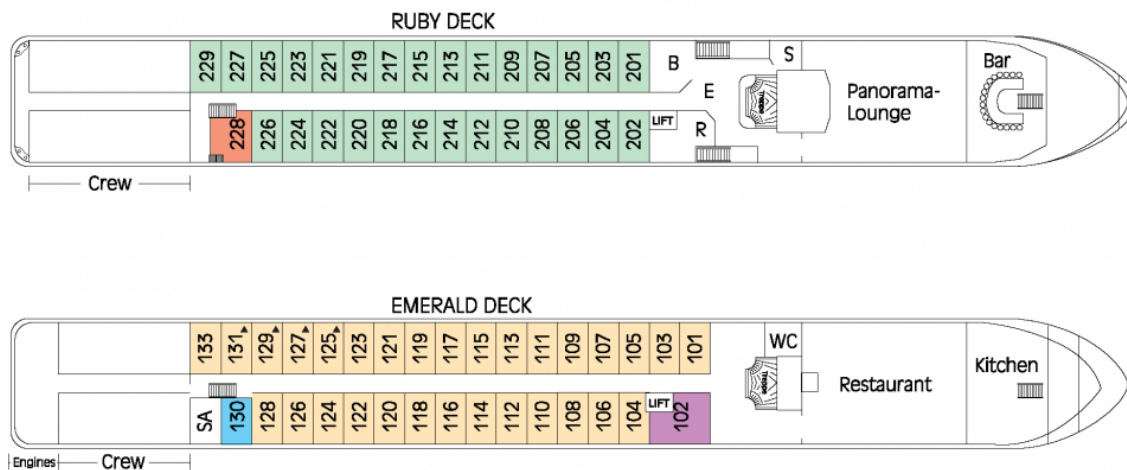 RUBY DECK
229 227 225 223 221 219 217 215 213 211 209 207 205 203 201 B S
E
Panorama-
Lounge
Bar
228 226 224 222 220 218 216 214 212 210 208 206 204 202 LIFT R
Crew
EMERALD DECK
133 131▲ 129▲ 127▲ 125▲ 123 121 119 117 115 113 111 109 107 105 103 101 WC
Restaurant
Kitchen
SA 130 128 126 124 122 120 118 116 114 112 110 108 106 104 LIFT 102
Engines Crew